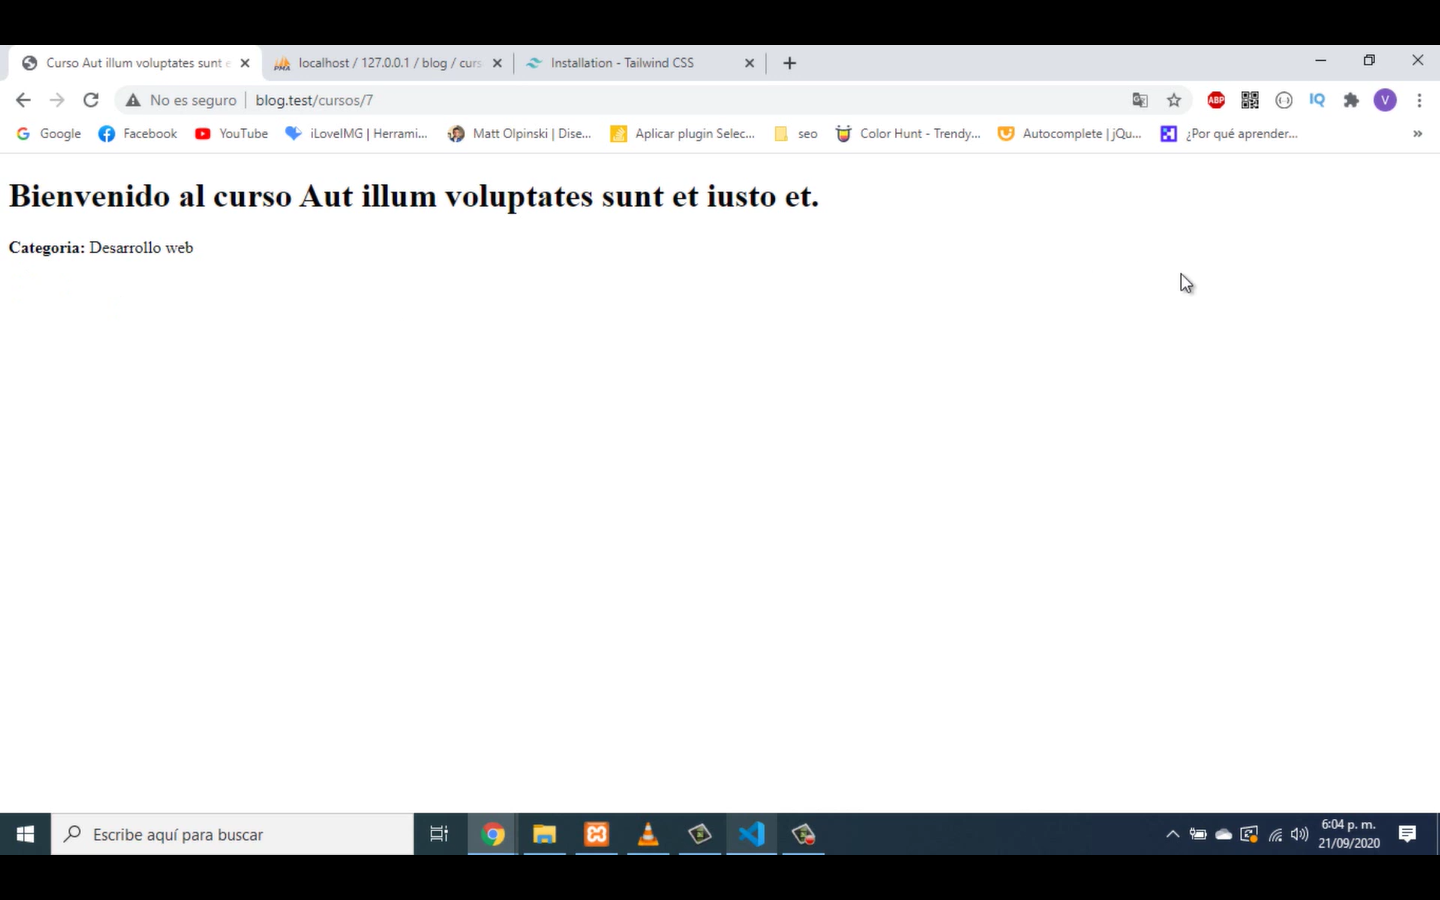 Curso Aut illum voluptates sunt e
localhost / 127.0.0.1 / blog / curs
Installation - Tailwind CSS
No es seguro
blog.test/cursos/7
ABP
IQ
V
Google
Facebook
YouTube
iLoveIMG | Herrami...
Matt Olpinski | Dise...
Aplicar plugin Selec...
seo
Color Hunt - Trendy...
Autocomplete | jQu...
¿Por qué aprender...
Bienvenido al curso Aut illum voluptates sunt et iusto et.
Categoria: Desarrollo web
Escribe aquí para buscar
6:04 p. m.
21/09/2020